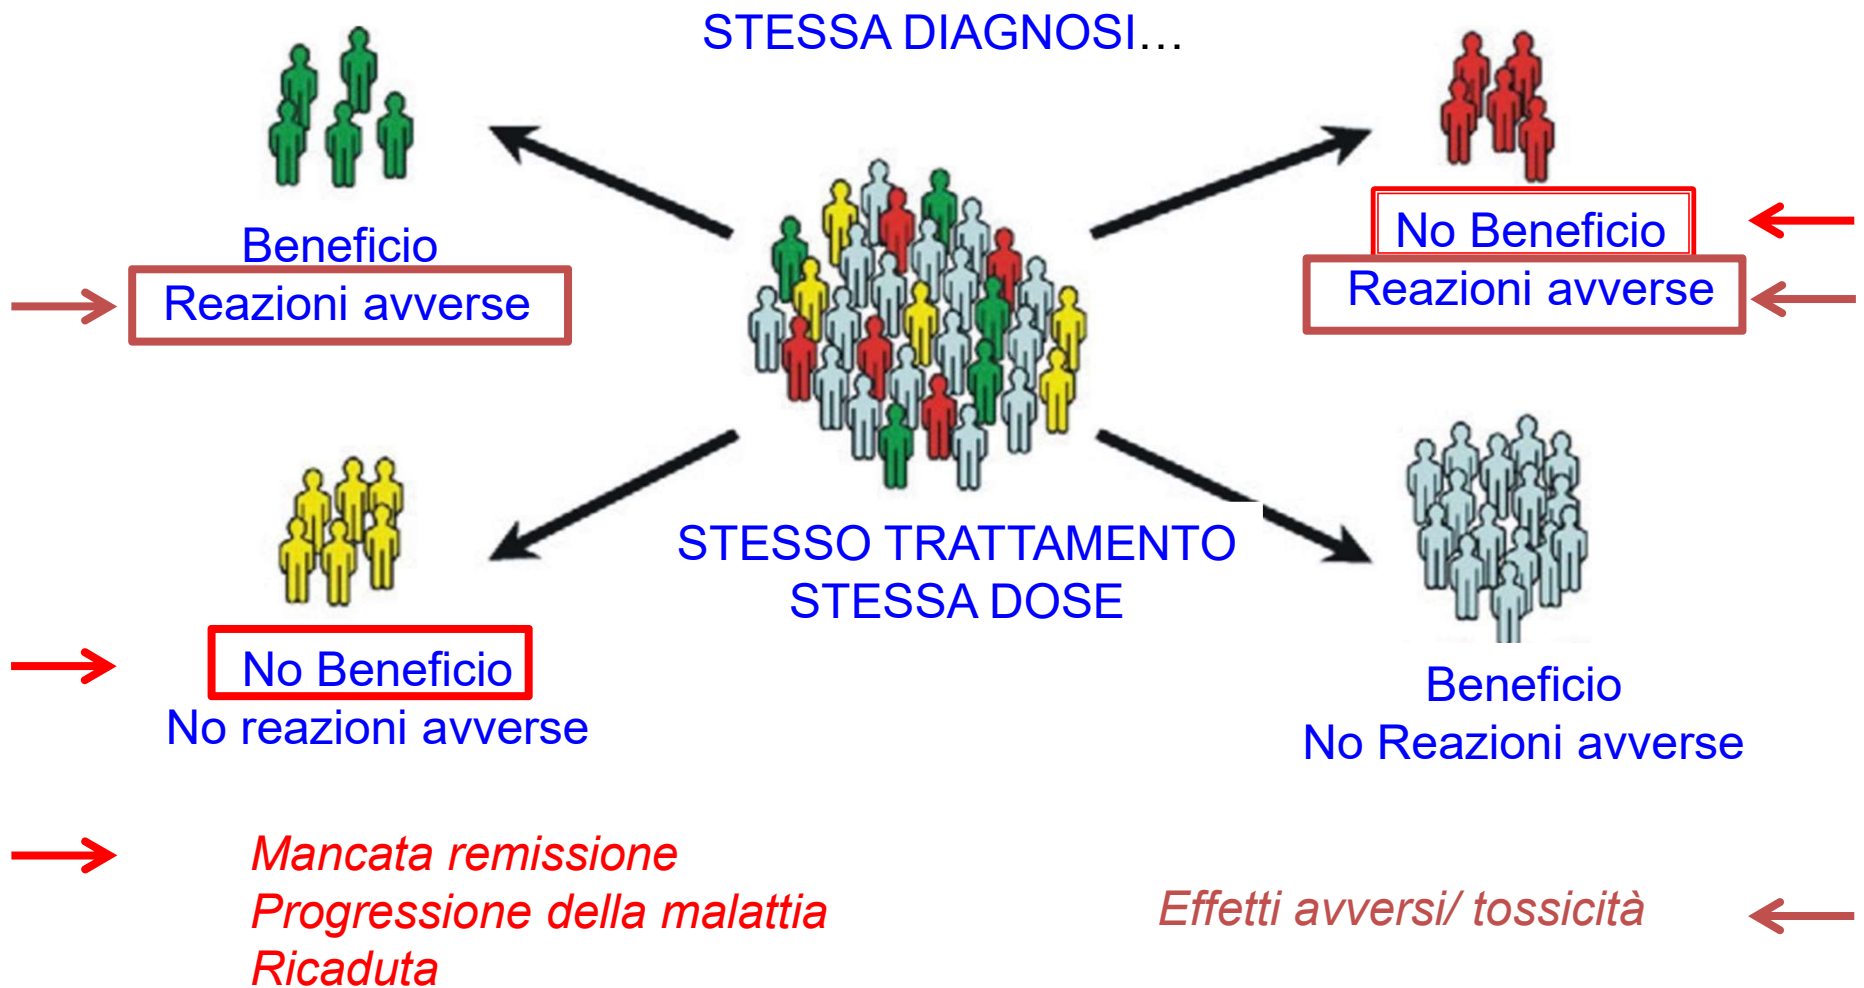 STESSA DIAGNOSI...
Beneficio
Reazioni avverse
No Beneficio
Reazioni avverse
STESSO TRATTAMENTO
STESSA DOSE
No Beneficio
No reazioni avverse
Beneficio
No Reazioni avverse
Mancata remissione
Progressione della malattia
Ricaduta
Effetti avversi/ tossicità